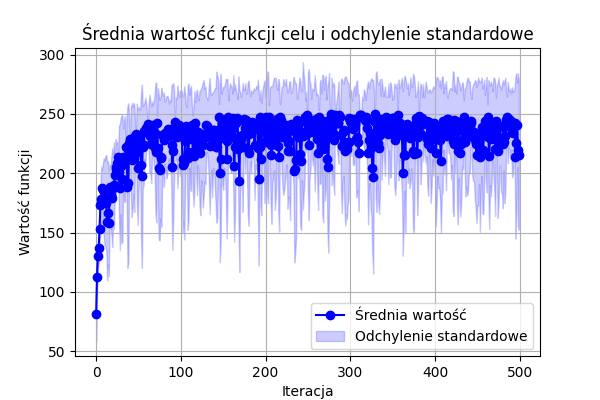 Średnia wartość funkcji celu i odchylenie standardowe
300
250
200
150
100
50
Wartość funkcji
0
100
200
300
400
500
Iteracja
Średnia wartość
Odchylenie standardowe